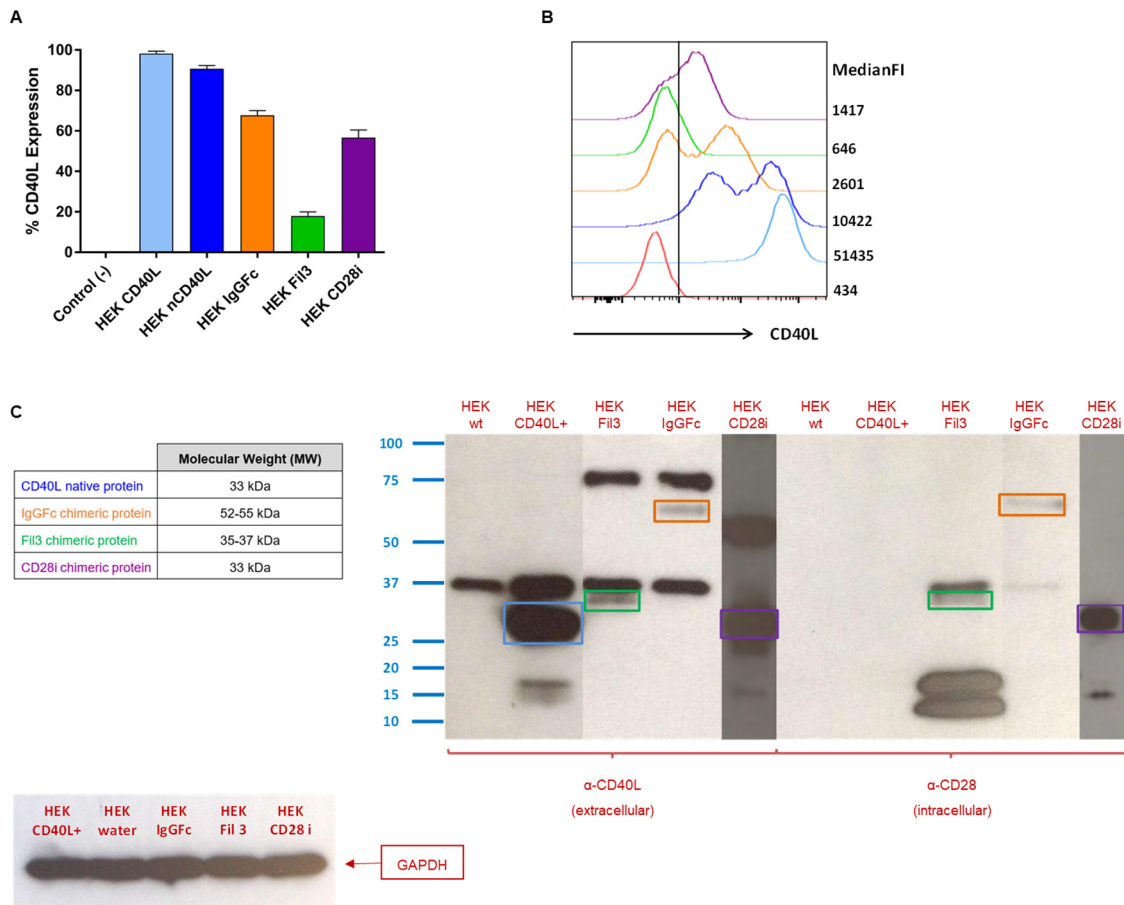 A
% CD40L Expression
100
80
60
40
20
0
Control (-)
HEK CD40L
HEK nCD40L
HEK IgGFc
HEK Fil3
HEK CD28i
B
MedianFI
1417
646
2601
10422
51435
434
CD40L
C
Molecular Weight (MW)
CD40L native protein 33 kDa
IgGFc chimeric protein 52-55 kDa
Fil3 chimeric protein 35-37 kDa
CD28i chimeric protein 33 kDa
HEK wt
HEK CD40L+
HEK Fil3
HEK IgGFc
HEK CD28i
HEK wt
HEK CD40L+
HEK Fil3
HEK IgGFc
HEK CD28i
100
75
50
37
25
20
15
10
α-CD40L
(extracellular)
α-CD28
(intracellular)
HEK CD40L+
HEK water
HEK IgGFc
HEK Fil 3
HEK CD28 i
GAPDH